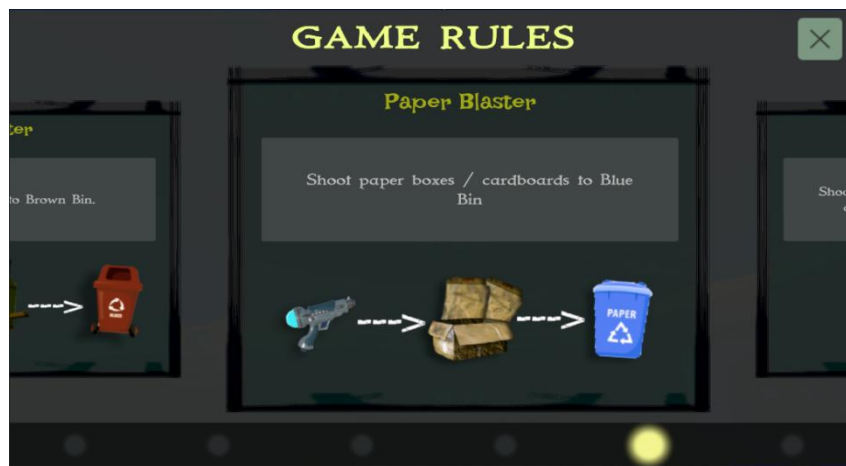 GAME RULES
Paper Blaster
ter
Shoot paper boxes / cardboards to Blue
Bin
to Brown Bin.
Shoo
PAPER